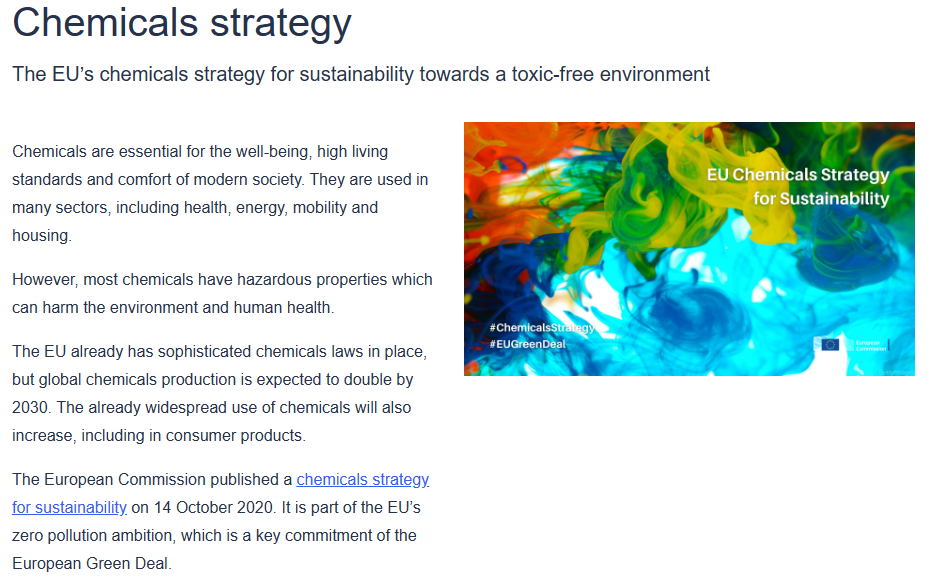 Chemicals strategy
The EU’s chemicals strategy for sustainability towards a toxic-free environment
Chemicals are essential for the well-being, high living
standards and comfort of modern society. They are used in
many sectors, including health, energy, mobility and
housing.
However, most chemicals have hazardous properties which
can harm the environment and human health.
The EU already has sophisticated chemicals laws in place,
but global chemicals production is expected to double by
2030. The already widespread use of chemicals will also
increase, including in consumer products.
The European Commission published a chemicals strategy
for sustainability on 14 October 2020. It is part of the EU’s
zero pollution ambition, which is a key commitment of the
European Green Deal.
EU Chemicals Strategy
for Sustainability
#ChemicalsStrategy
#EUGreenDeal
European
Commission